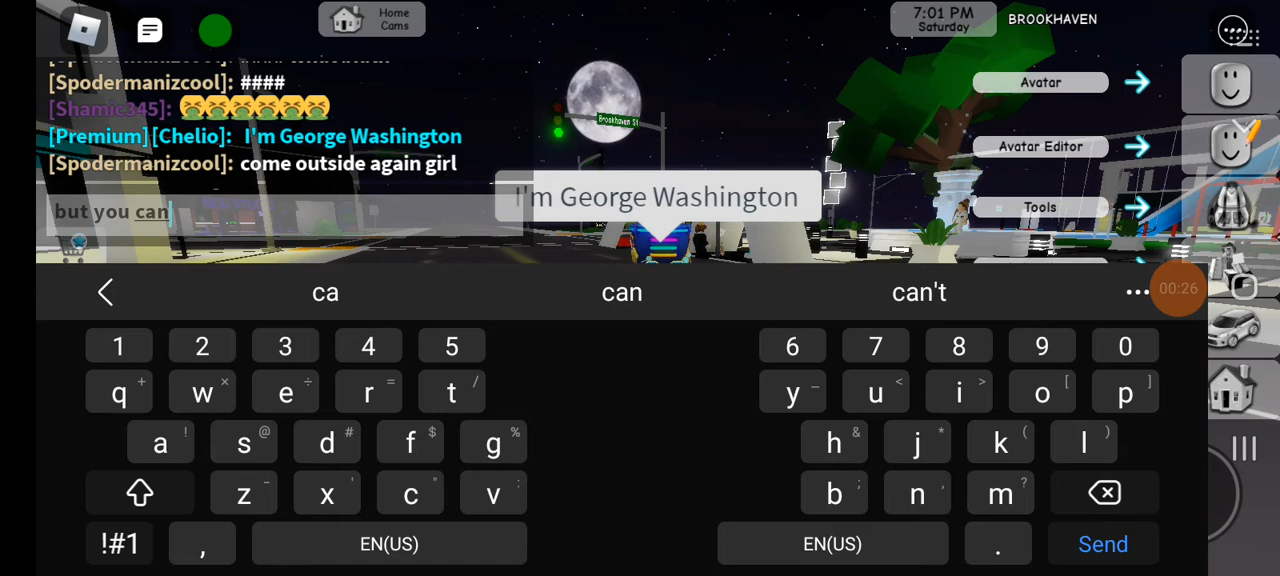 Home
Cams
7:01 PM
Saturday
BROOKHAVEN
[Spodermanizcool]: ####
[Shamic345]: 🤮🤮🤮🤮🤮🤮
[Premium][Chelio]: I'm George Washington
[Spodermanizcool]: come outside again girl
but you can
Brookhaven St
I'm George Washington
Avatar
Avatar Editor
Tools
ca can can't
00:26
1 2 3 4 5 6 7 8 9 0
q + w × e ÷ r = t / y _ u < i > o [ p ]
a ! s @ d # f $ g % h & j * k ( l )
z - x ' c " v : b ; n , m ?
!#1 , EN(US) EN(US) . Send